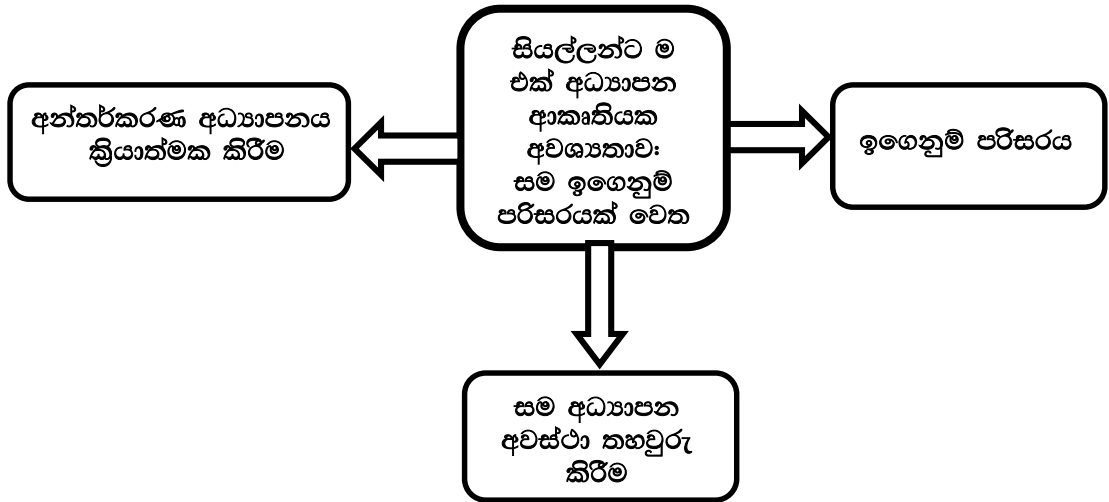 සියල්ලන්ට ම
එක් අධ්‍යාපන
ආකෘතියක
අවශ්‍යතාව:
සම ඉගෙනුම්
පරිසරයක් වෙත
අන්තර්කරණ අධ්‍යාපනය
ක්‍රියාත්මක කිරීම
ඉගෙනුම් පරිසරය
සම අධ්‍යාපන
අවස්ථා තහවුරු
කිරීම